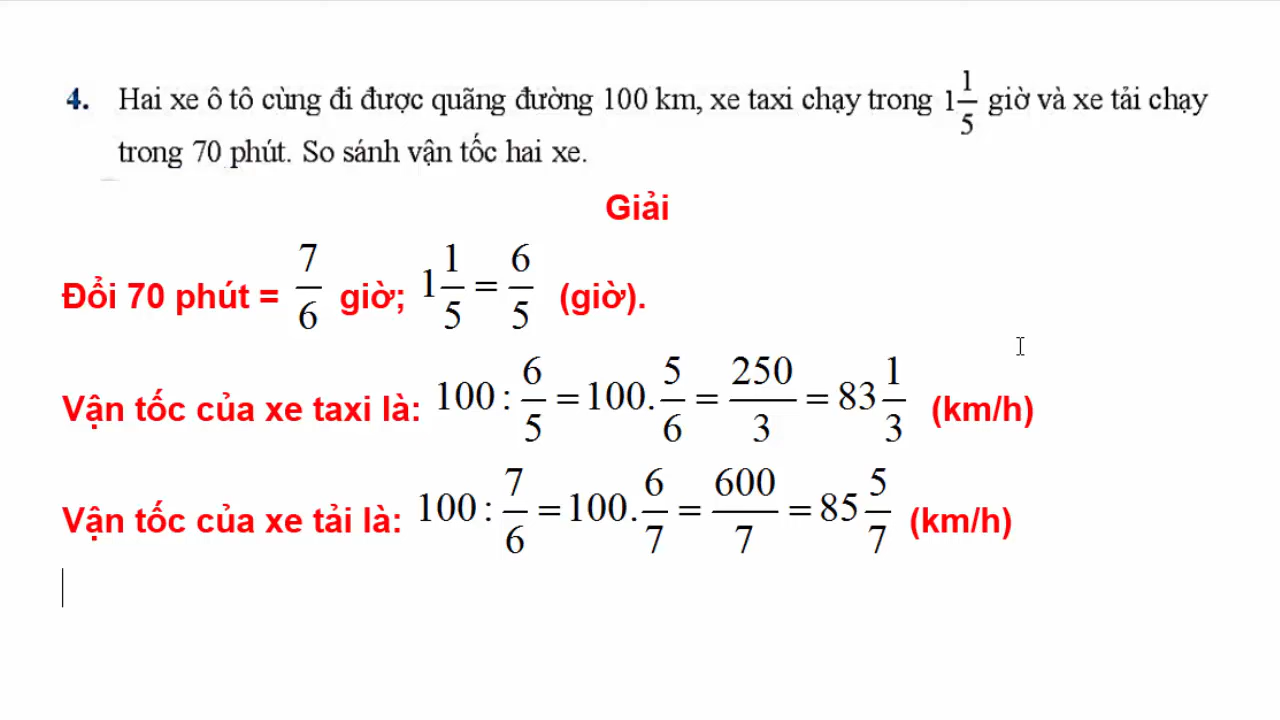 4. Hai xe ô tô cùng đi được quãng đường 100 km, xe taxi chạy trong 1 1/5 giờ và xe tải chạy
trong 70 phút. So sánh vận tốc hai xe.
Giải
Đổi 70 phút = 7/6 giờ; 1 1/5 = 6/5 (giờ).
Vận tốc của xe taxi là: 100 : 6/5 = 100 . 5/6 = 250/3 = 83 1/3 (km/h)
Vận tốc của xe tải là: 100 : 7/6 = 100 . 6/7 = 600/7 = 85 5/7 (km/h)